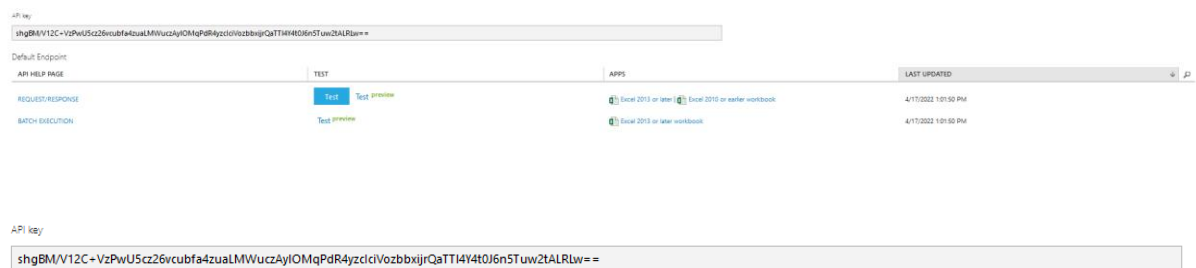 API key
shgBM/V12C+VzPwU5cz26vcubfa4zuaLMWuczAyIOMqPdR4yzcIciVozbbxijrQaTTI4Y4t0J6n5Tuw2tALRLw==
Default Endpoint
API HELP PAGE TEST APPS LAST UPDATED
REQUEST/RESPONSE Test Test preview Excel 2013 or later | Excel 2010 or earlier workbook 4/17/2022 1:01:50 PM
BATCH EXECUTION Test preview Excel 2013 or later workbook 4/17/2022 1:01:50 PM
API key
shgBM/V12C+VzPwU5cz26vcubfa4zuaLMWuczAyIOMqPdR4yzcIciVozbbxijrQaTTI4Y4t0J6n5Tuw2tALRLw==